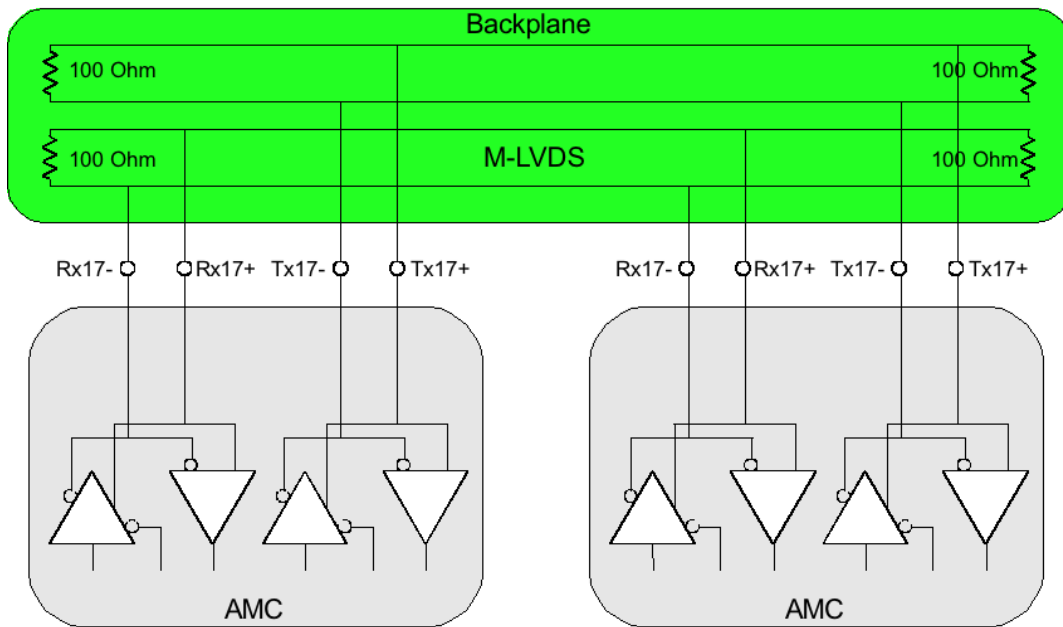 Backplane
100 Ohm 100 Ohm
100 Ohm M-LVDS 100 Ohm
Rx17- Rx17+ Tx17- Tx17+ Rx17- Rx17+ Tx17- Tx17+
AMC AMC